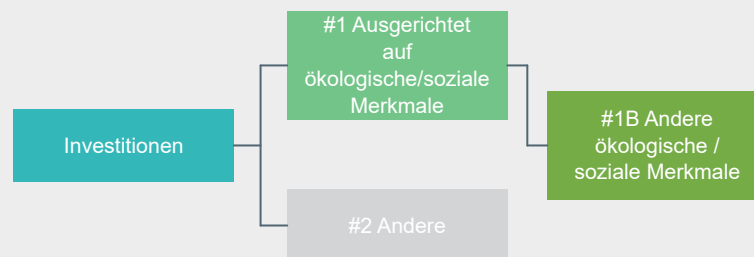 #1 Ausgerichtet
auf
ökologische/soziale
Merkmale
Investitionen
#1B Andere
ökologische /
soziale Merkmale
#2 Andere